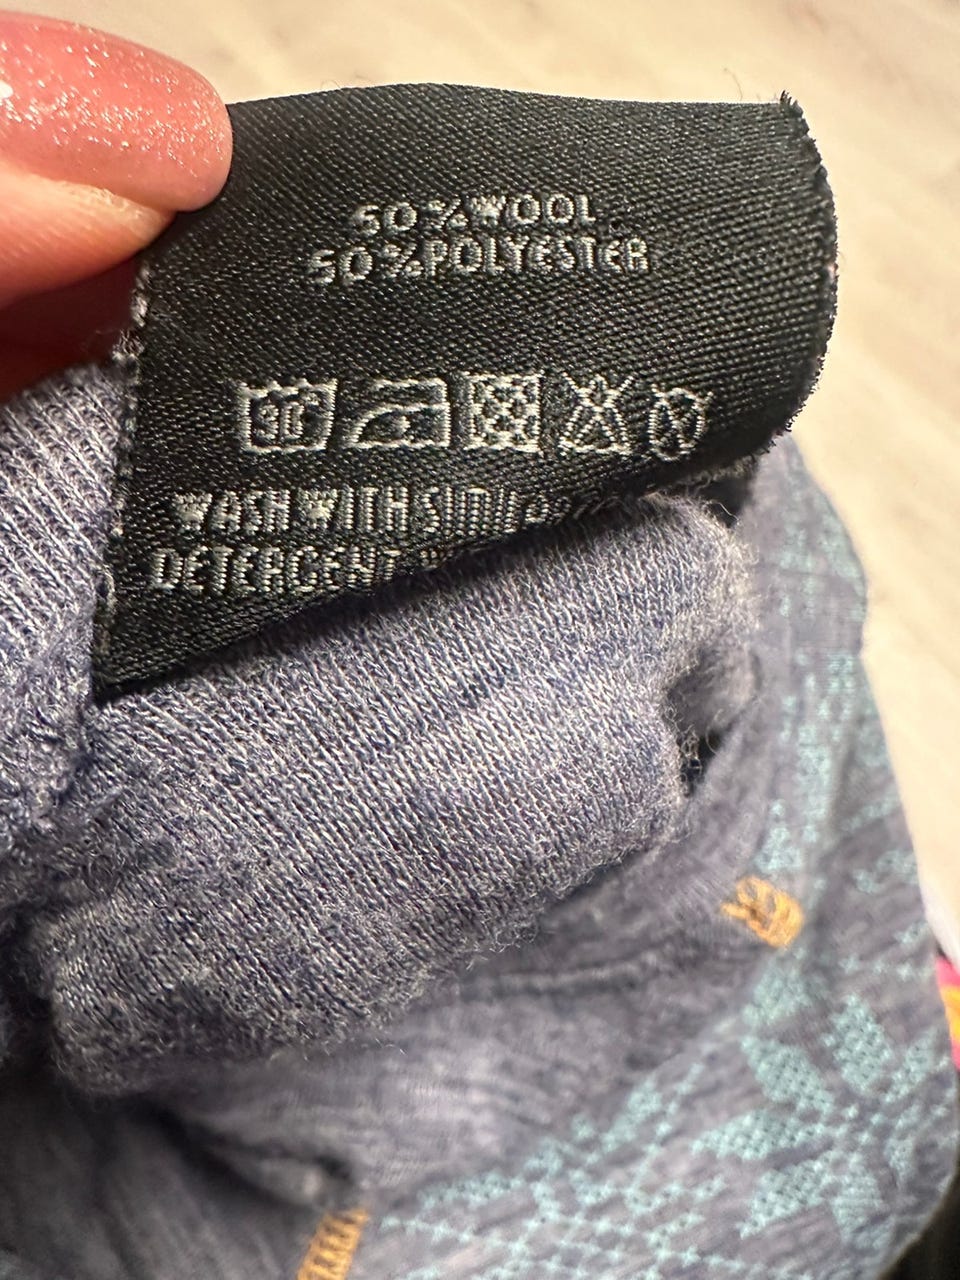 50%WOOL
50%POLYESTER
WASH WITH
DETERGENT